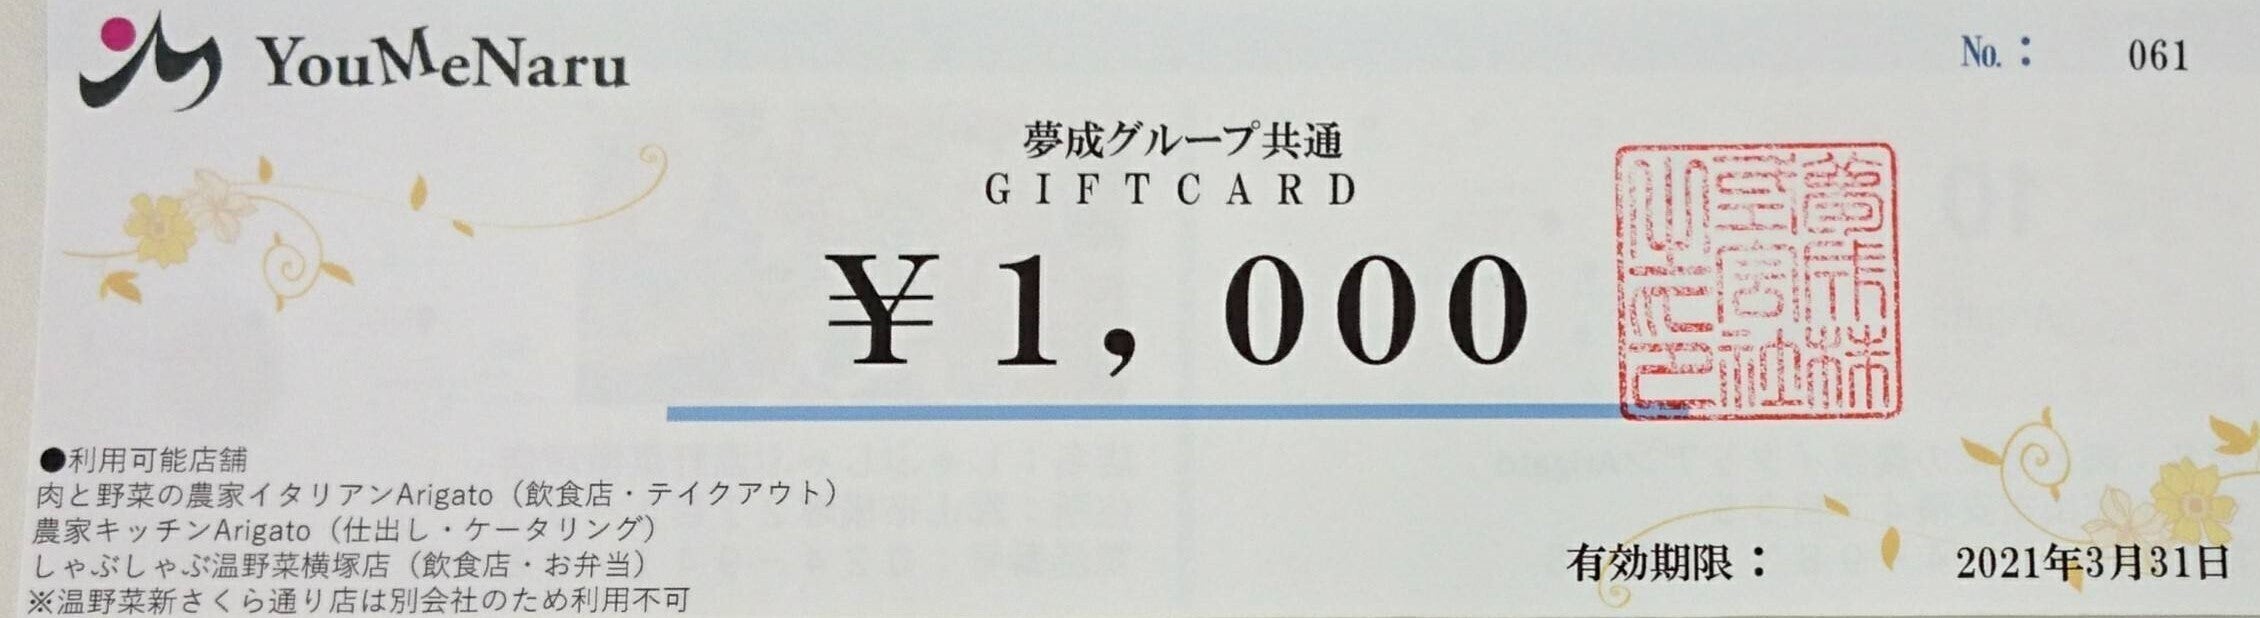 YouMeNaru
No.： 061
夢成グループ共通
GIFTCARD
￥1,000
●利用可能店舗
肉と野菜の農家イタリアンArigato（飲食店・テイクアウト）
農家キッチンArigato（仕出し・ケータリング）
しゃぶしゃぶ温野菜横塚店（飲食店・お弁当）
※温野菜新さくら通り店は別会社のため利用不可
有効期限： 2021年3月31日